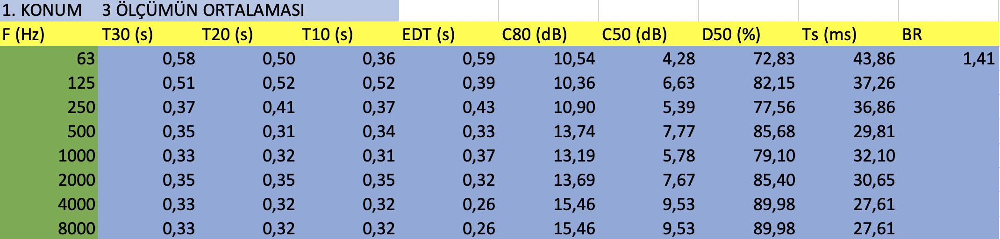 1. KONUM 3 ÖLÇÜMÜN ORTALAMASI
F (Hz) T30 (s) T20 (s) T10 (s) EDT (s) C80 (dB) C50 (dB) D50 (%) Ts (ms) BR
63 0,58 0,50 0,36 0,59 10,54 4,28 72,83 43,86 1,41
125 0,51 0,52 0,52 0,39 10,36 6,63 82,15 37,26
250 0,37 0,41 0,37 0,43 10,90 5,39 77,56 36,86
500 0,35 0,31 0,34 0,33 13,74 7,77 85,68 29,81
1000 0,33 0,32 0,31 0,37 13,19 5,78 79,10 32,10
2000 0,35 0,35 0,35 0,32 13,69 7,67 85,40 30,65
4000 0,33 0,32 0,32 0,26 15,46 9,53 89,98 27,61
8000 0,33 0,32 0,32 0,26 15,46 9,53 89,98 27,61